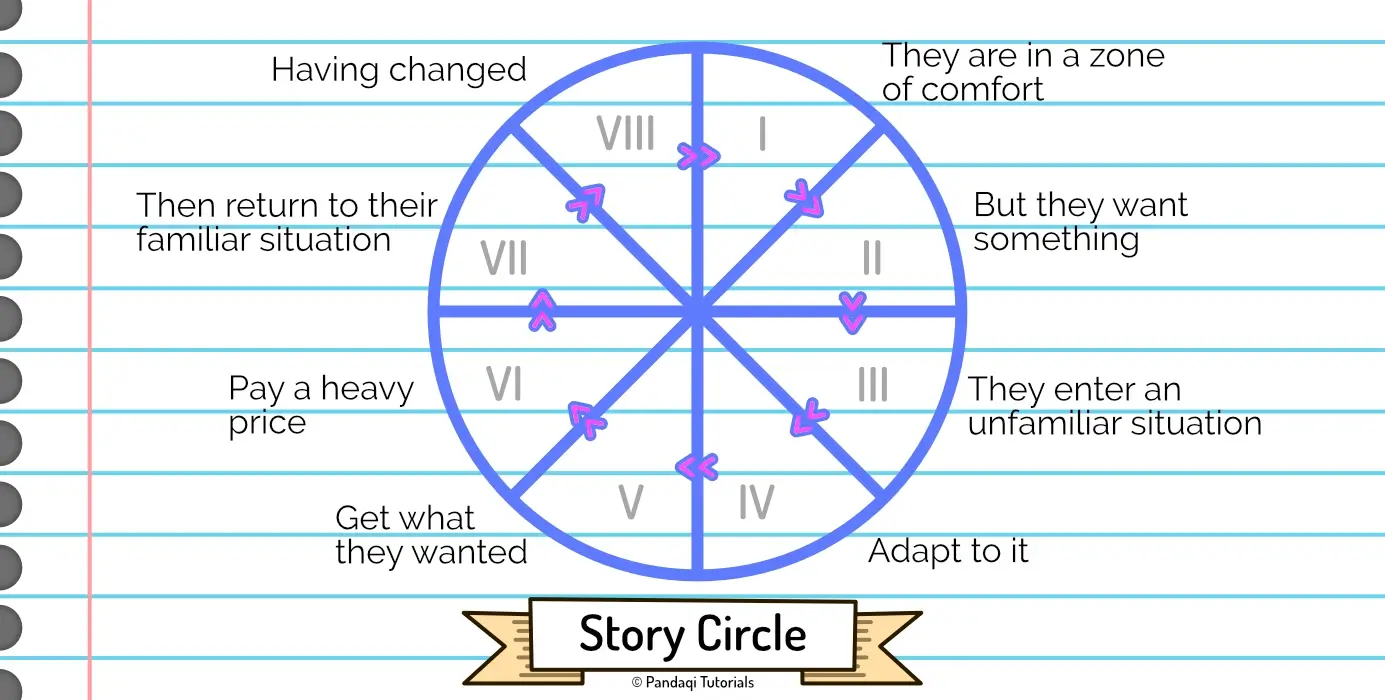 Having changed
They are in a zone
of comfort
VIII
I
Then return to their
familiar situation
But they want
something
VII
II
Pay a heavy
price
VI
III
They enter an
unfamiliar situation
V
IV
Get what
they wanted
Adapt to it
Story Circle
© Pandaqi Tutorials